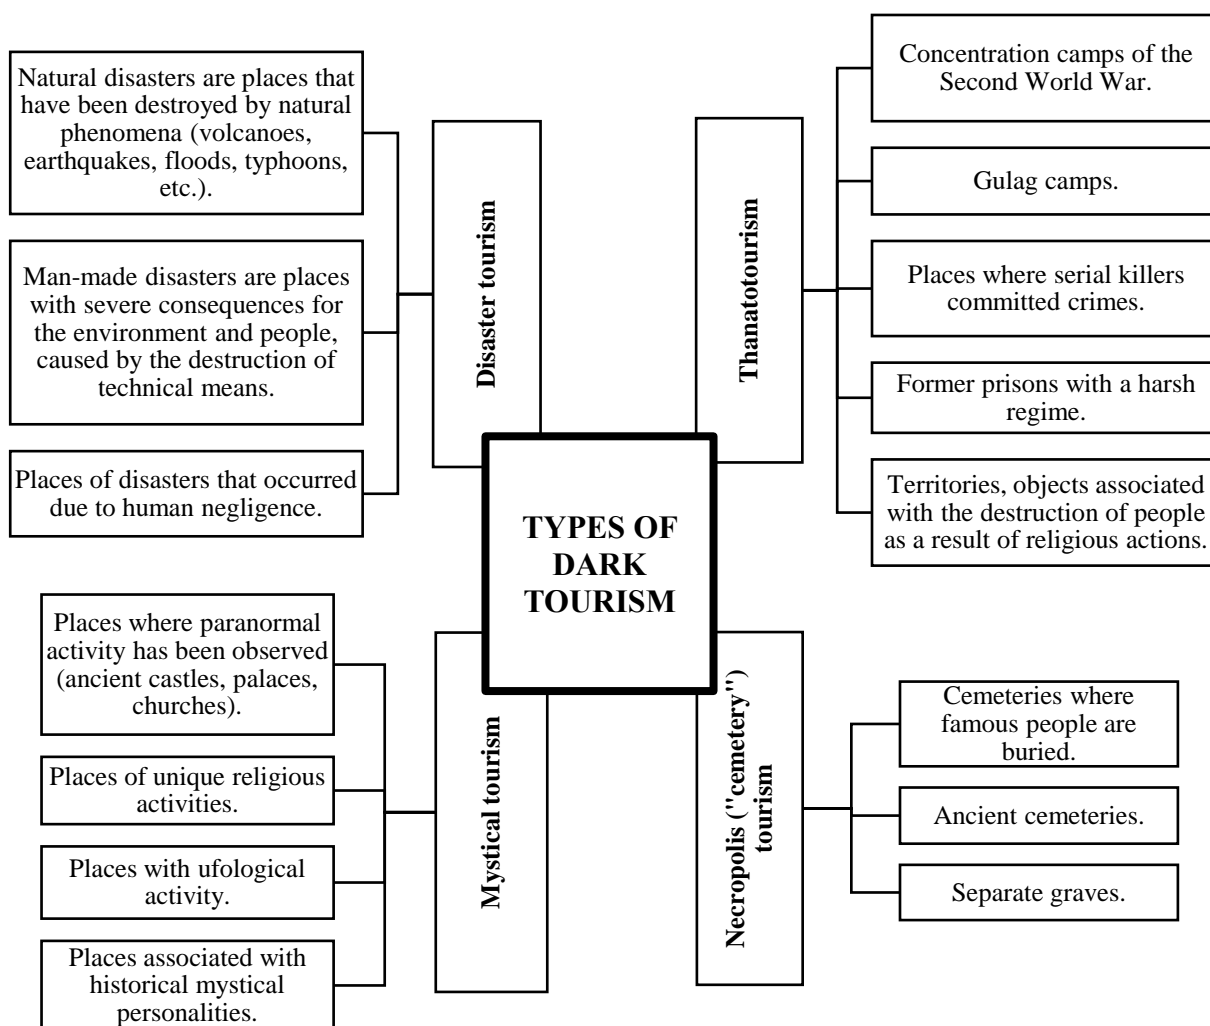 Natural disasters are places that
have been destroyed by natural
phenomena (volcanoes,
earthquakes, floods, typhoons,
etc.).
Man-made disasters are places
with severe consequences for
the environment and people,
caused by the destruction of
technical means.
Places of disasters that occurred
due to human negligence.
Disaster tourism
Thanatotourism
Concentration camps of the
Second World War.
Gulag camps.
Places where serial killers
committed crimes.
Former prisons with a harsh
regime.
Territories, objects associated
with the destruction of people
as a result of religious actions.
TYPES OF
DARK
TOURISM
Places where paranormal
activity has been observed
(ancient castles, palaces,
churches).
Places of unique religious
activities.
Places with ufological
activity.
Places associated with
historical mystical
personalities.
Mystical tourism
Necropolis ("cemetery")
tourism
Cemeteries where
famous people are
buried.
Ancient cemeteries.
Separate graves.